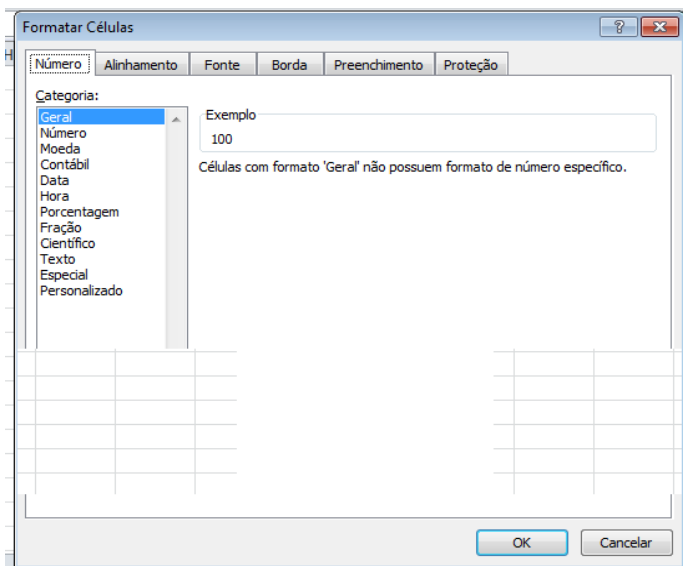 Formatar Células
H
Número Alinhamento Fonte Borda Preenchimento Proteção
Categoria:
Geral
Número
Moeda
Contábil
Data
Hora
Porcentagem
Fração
Científico
Texto
Especial
Personalizado
Exemplo
100
Células com formato 'Geral' não possuem formato de número específico.
OK Cancelar